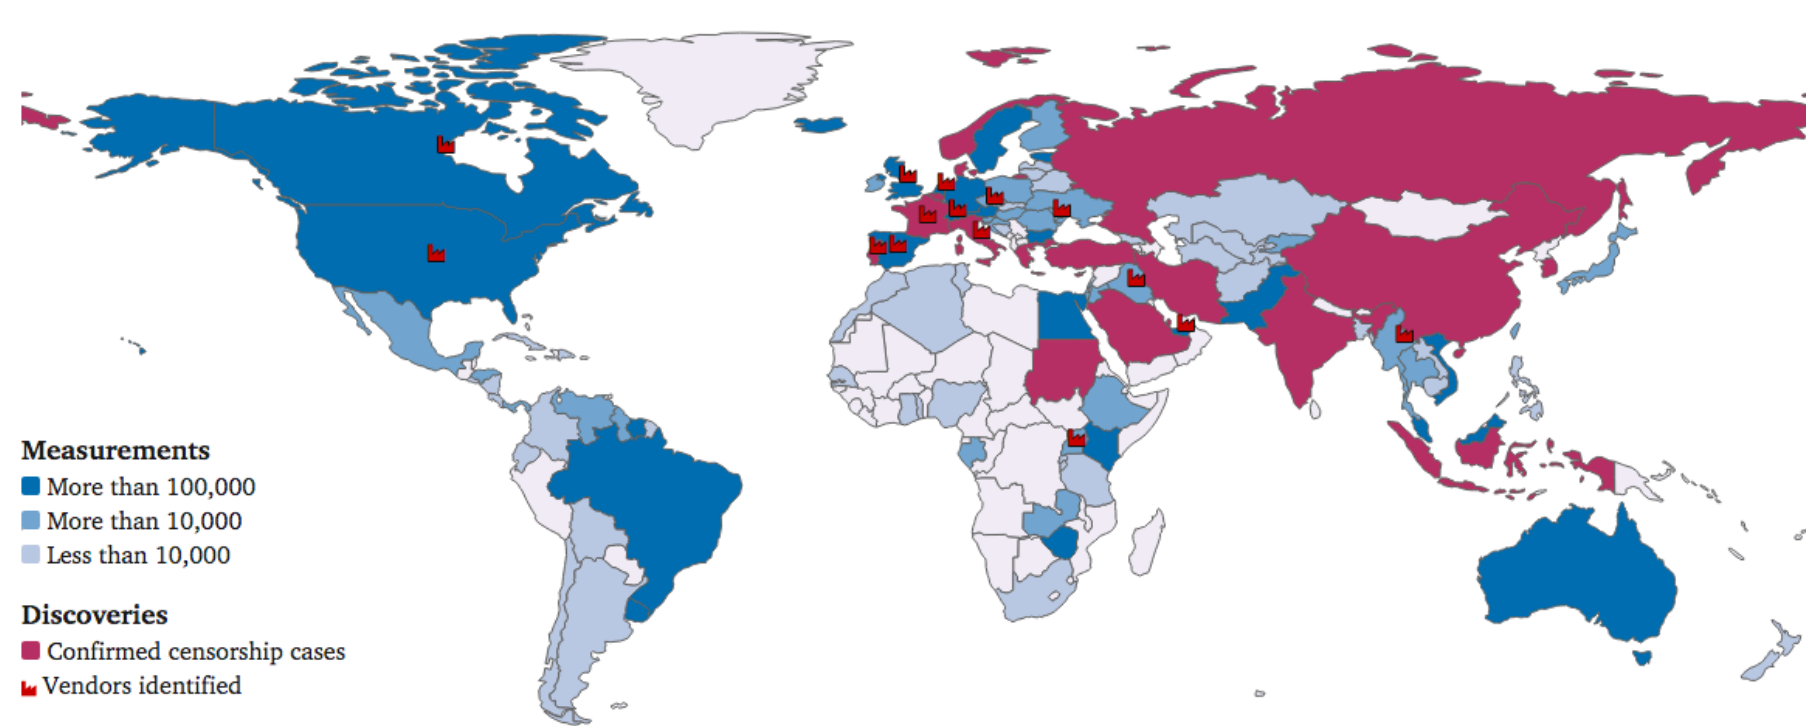 Measurements
More than 100,000
More than 10,000
Less than 10,000
Discoveries
Confirmed censorship cases
Vendors identified